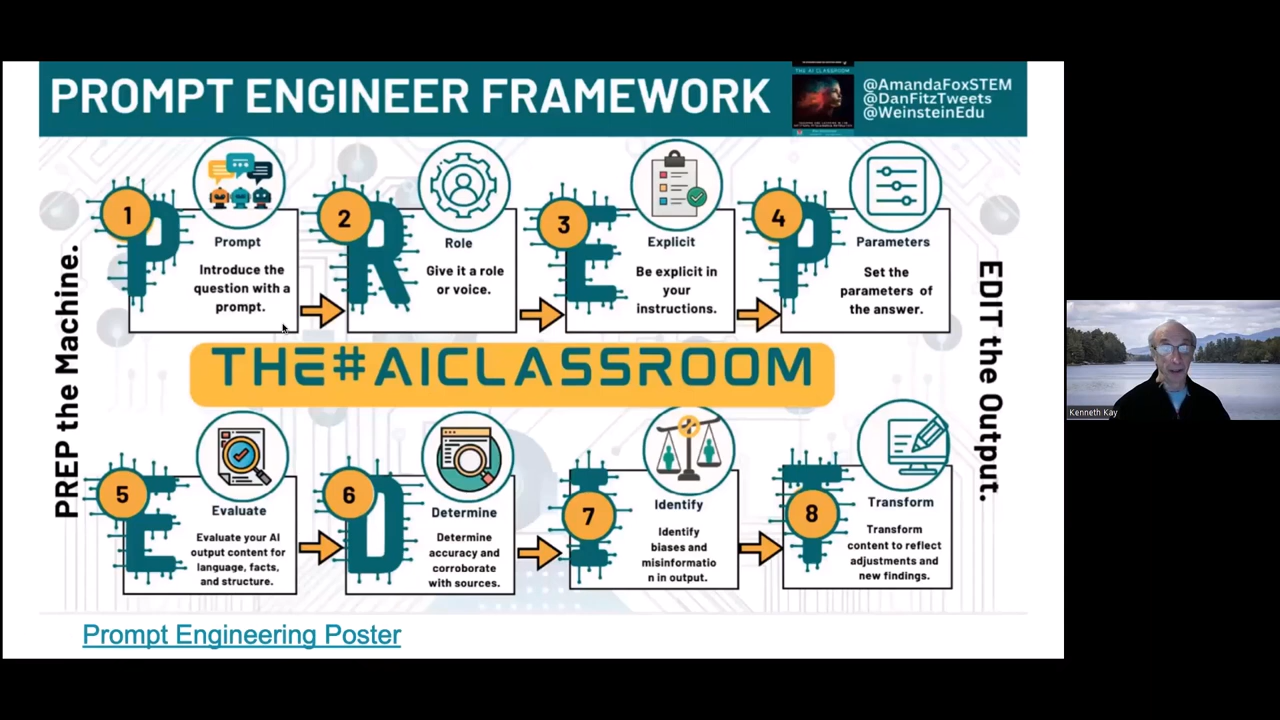 PROMPT ENGINEER FRAMEWORK
THE AI CLASSROOM
@AmandaFoxSTEM
@DanFitzTweets
@WeinsteinEdu
PREP the Machine.
1
P
Prompt
Introduce the
question with a
prompt.
2
R
Role
Give it a role
or voice.
3
E
Explicit
Be explicit in
your
instructions.
4
P
Parameters
Set the
parameters of
the answer.
EDIT the Output.
THE#AICLASSROOM
5
E
Evaluate
Evaluate your AI
output content for
language, facts,
and structure.
6
D
Determine
Determine
accuracy and
corroborate
with sources.
7
I
Identify
Identify
biases and
misinformatio
n in output.
8
T
Transform
Transform
content to reflect
adjustments and
new findings.
Prompt Engineering Poster
Kenneth Kay